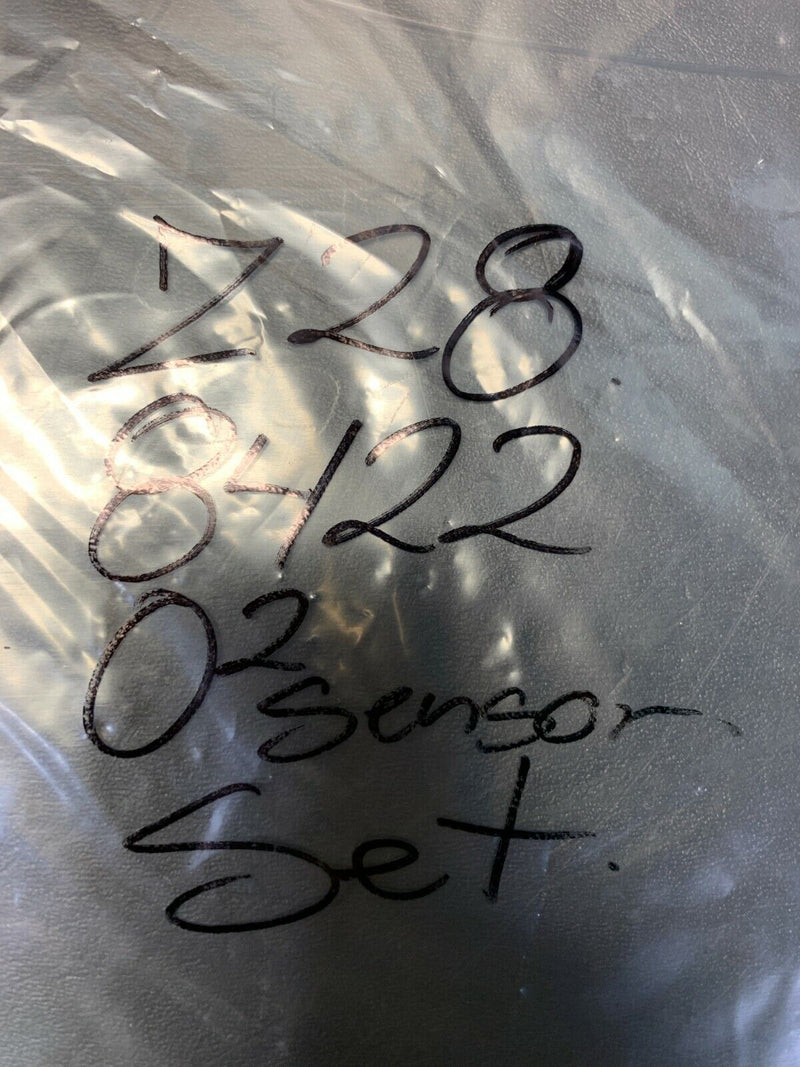 Z28.
8422
O2 Sensor.
Set.